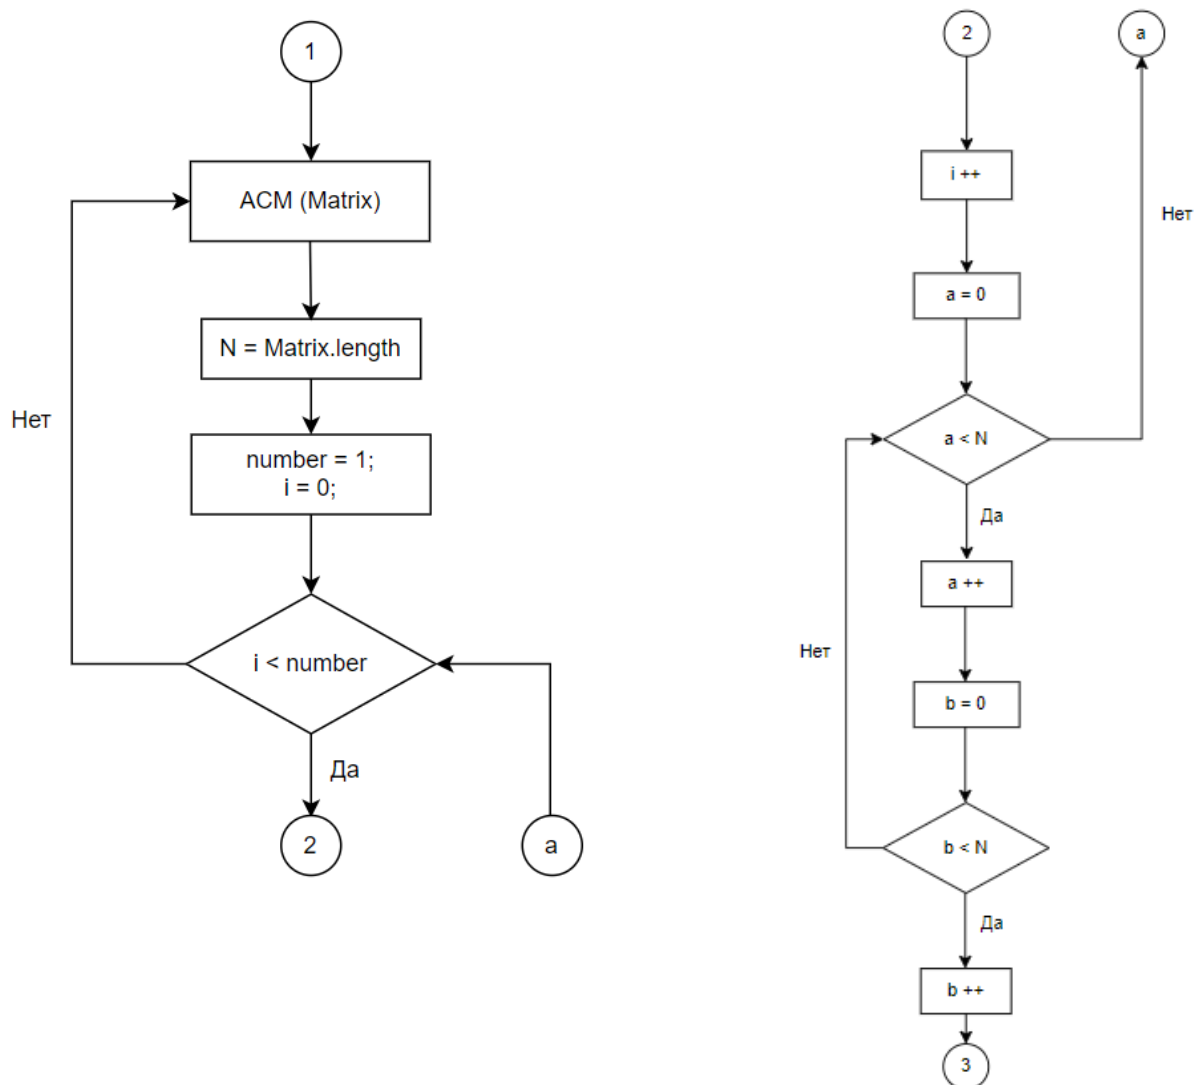 1
ACM (Matrix)
N = Matrix.length
Нет
number = 1;
i = 0;
i < number
Да
2
a
2
a
i ++
Нет
a = 0
a < N
Да
a ++
Нет
b = 0
b < N
Да
b ++
3